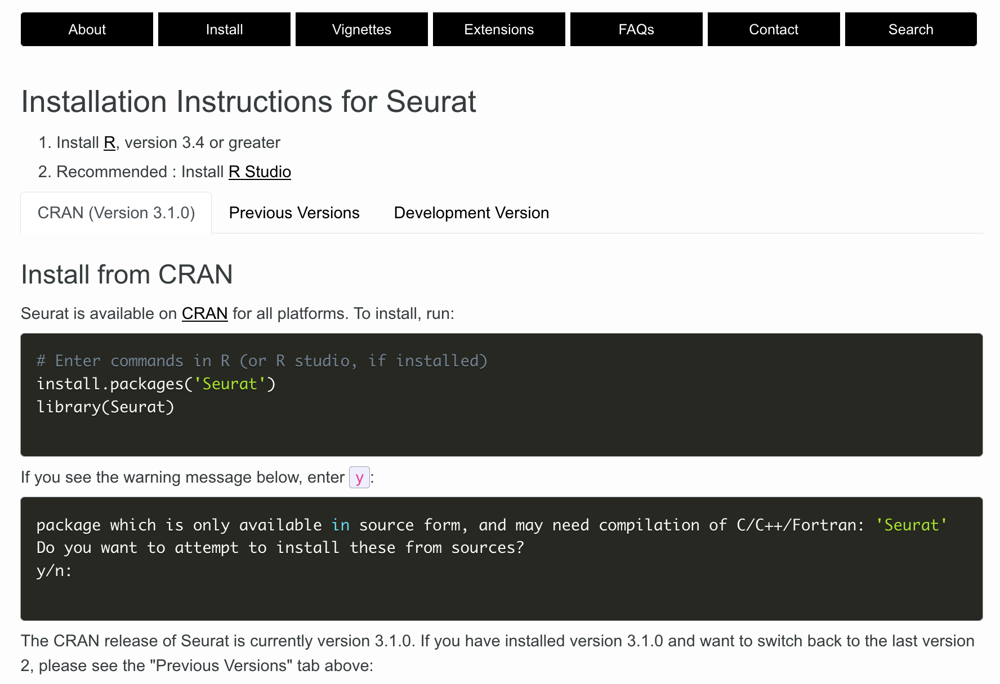 About Install Vignettes Extensions FAQs Contact Search
Installation Instructions for Seurat
1. Install R, version 3.4 or greater
2. Recommended : Install R Studio
CRAN (Version 3.1.0) Previous Versions Development Version
Install from CRAN
Seurat is available on CRAN for all platforms. To install, run:
# Enter commands in R (or R studio, if installed)
install.packages('Seurat')
library(Seurat)
If you see the warning message below, enter y:
package which is only available in source form, and may need compilation of C/C++/Fortran: 'Seurat'
Do you want to attempt to install these from sources?
y/n:
The CRAN release of Seurat is currently version 3.1.0. If you have installed version 3.1.0 and want to switch back to the last version
2, please see the "Previous Versions" tab above: